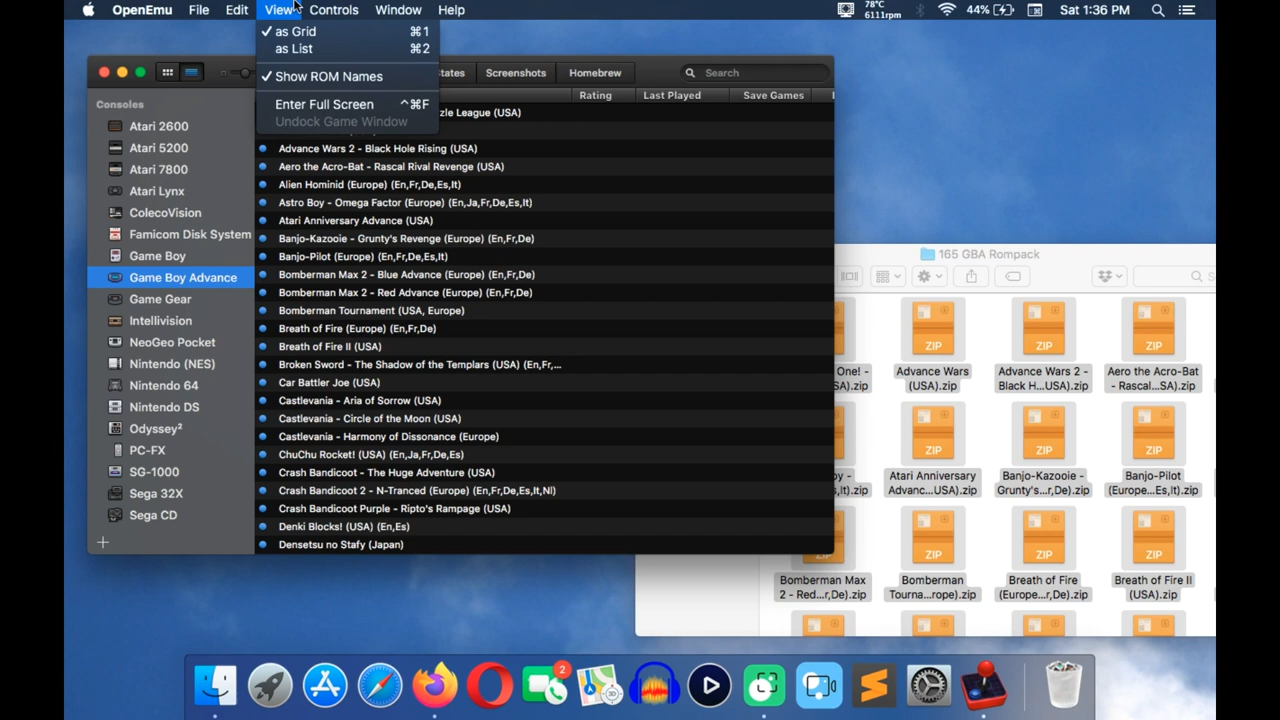 OpenEmu File Edit View Controls Window Help
78°C
6111rpm
44%
Sat 1:36 PM
as Grid ⌘1
as List ⌘2
Show ROM Names
Enter Full Screen ^⌘F
Undock Game Window
tates Screenshots Homebrew Search
Rating Last Played Save Games
Consoles
Atari 2600
Atari 5200
Atari 7800
Atari Lynx
ColecoVision
Famicom Disk System
Game Boy
Game Boy Advance
Game Gear
Intellivision
NeoGeo Pocket
Nintendo (NES)
Nintendo 64
Nintendo DS
Odyssey²
PC-FX
SG-1000
Sega 32X
Sega CD
zle League (USA)
Advance Wars 2 - Black Hole Rising (USA)
Aero the Acro-Bat - Rascal Rival Revenge (USA)
Alien Hominid (Europe) (En,Fr,De,Es,It)
Astro Boy - Omega Factor (Europe) (En,Ja,Fr,De,Es,It)
Atari Anniversary Advance (USA)
Banjo-Kazooie - Grunty's Revenge (Europe) (En,Fr,De)
Banjo-Pilot (Europe) (En,Fr,De,Es,It)
Bomberman Max 2 - Blue Advance (Europe) (En,Fr,De)
Bomberman Max 2 - Red Advance (Europe) (En,Fr,De)
Bomberman Tournament (USA, Europe)
Breath of Fire (Europe) (En,Fr,De)
Breath of Fire II (USA)
Broken Sword - The Shadow of the Templars (USA) (En,Fr,...
Car Battler Joe (USA)
Castlevania - Aria of Sorrow (USA)
Castlevania - Circle of the Moon (USA)
Castlevania - Harmony of Dissonance (Europe)
ChuChu Rocket! (USA) (En,Ja,Fr,De,Es)
Crash Bandicoot - The Huge Adventure (USA)
Crash Bandicoot 2 - N-Tranced (Europe) (En,Fr,De,Es,It,Nl)
Crash Bandicoot Purple - Ripto's Rampage (USA)
Denki Blocks! (USA) (En,Es)
Densetsu no Stafy (Japan)
165 GBA Rompack
S
ZIP ZIP ZIP
One! - Advance Wars Advance Wars 2 - Aero the Acro-Bat
SA).zip (USA).zip Black H...USA).zip - Rascal...SA).zip
ZIP ZIP ZIP
oy - Atari Anniversary Banjo-Kazooie - Banjo-Pilot
s,It).zip Advanc...USA).zip Grunty's...r,De).zip (Europe...Es,It).zip
ZIP ZIP ZIP
Bomberman Max Bomberman Breath of Fire Breath of Fire II
2 - Red...r,De).zip Tourna...rope).zip (Europe...r,De).zip (USA).zip
2
3D